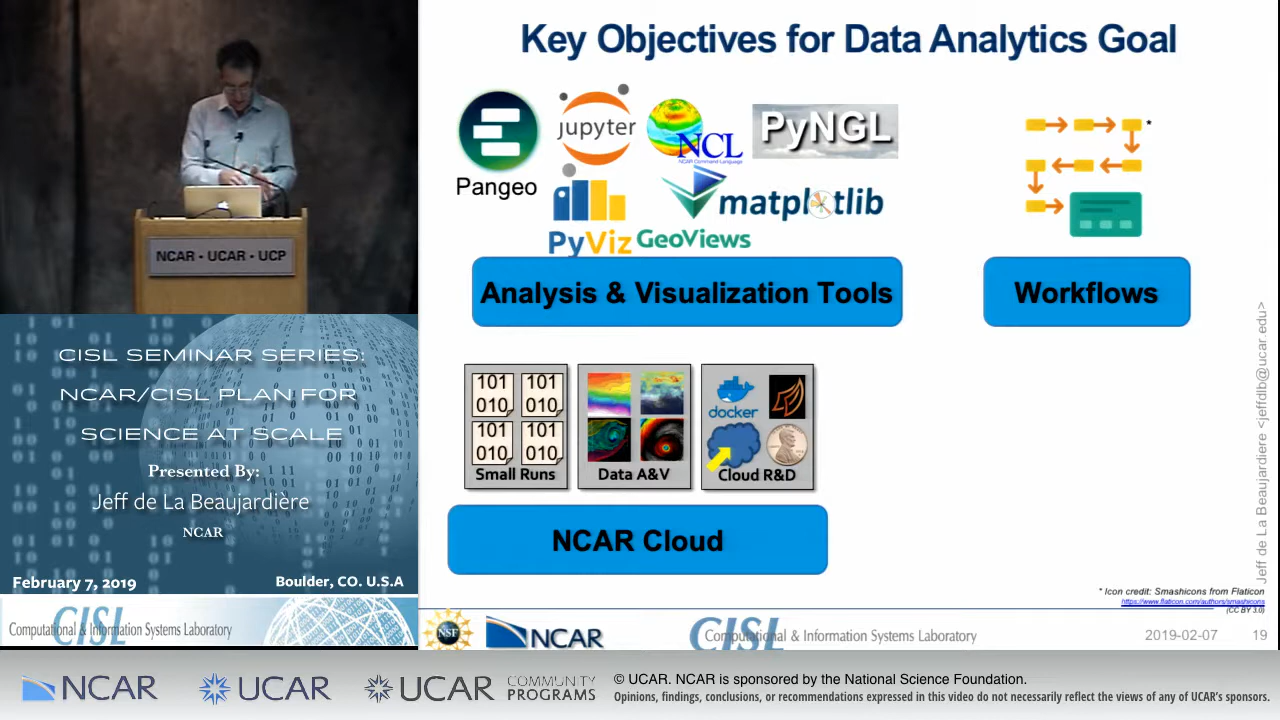 Key Objectives for Data Analytics Goal
Pangeo
jupyter
NCL
NCAR Command Language
PyNGL
*
PyViz
GeoViews
matplotlib
Analysis & Visualization Tools
Workflows
101
010
101
010
101
010
101
010
Small Runs
Data A&V
docker
Cloud R&D
NCAR Cloud
Jeff de La Beaujardiere <jeffdlb@ucar.edu>
* Icon credit: Smashicons from Flaticon
https://www.flaticon.com/authors/smashicons
(CC BY 3.0)
NSF
NCAR
CISL
Computational & Information Systems Laboratory
2019-02-07
19
NCAR • UCAR • UCP
CISL SEMINAR SERIES:
NCAR/CISL PLAN FOR
SCIENCE AT SCALE
Presented By:
Jeff de La Beaujardière
NCAR
February 7, 2019
Boulder, CO. U.S.A
CISL
Computational & Information Systems Laboratory
NCAR
UCAR
UCAR
COMMUNITY
PROGRAMS
© UCAR. NCAR is sponsored by the National Science Foundation.
Opinions, findings, conclusions, or recommendations expressed in this video do not necessarily reflect the views of any of UCAR's sponsors.